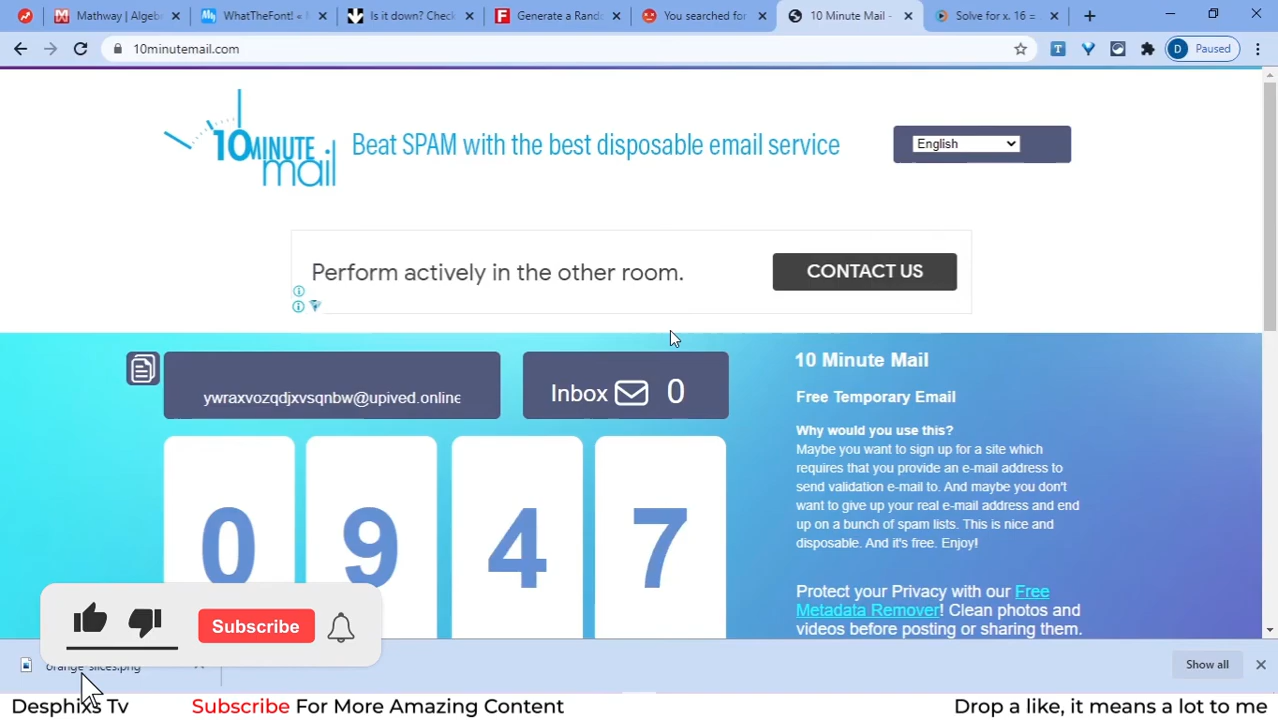 Mathway | Algeb
WhatTheFont! «
Is it down? Check
Generate a Rand
You searched for
10 Minute Mail -
Solve for x. 16 =
10minutemail.com
T
D Paused
10MINUTE
mail
Beat SPAM with the best disposable email service
English
Perform actively in the other room.
CONTACT US
ywraxvozqdjxvsqnbw@upived.online
Inbox 0
0 9 4 7
10 Minute Mail
Free Temporary Email
Why would you use this?
Maybe you want to sign up for a site which
requires that you provide an e-mail address to
send validation e-mail to. And maybe you don't
want to give up your real e-mail address and end
up on a bunch of spam lists. This is nice and
disposable. And it's free. Enjoy!
Protect your Privacy with our Free
Metadata Remover! Clean photos and
videos before posting or sharing them.
Subscribe
orange_slices.png
Show all
Desphixs Tv
Subscribe For More Amazing Content
Drop a like, it means a lot to me